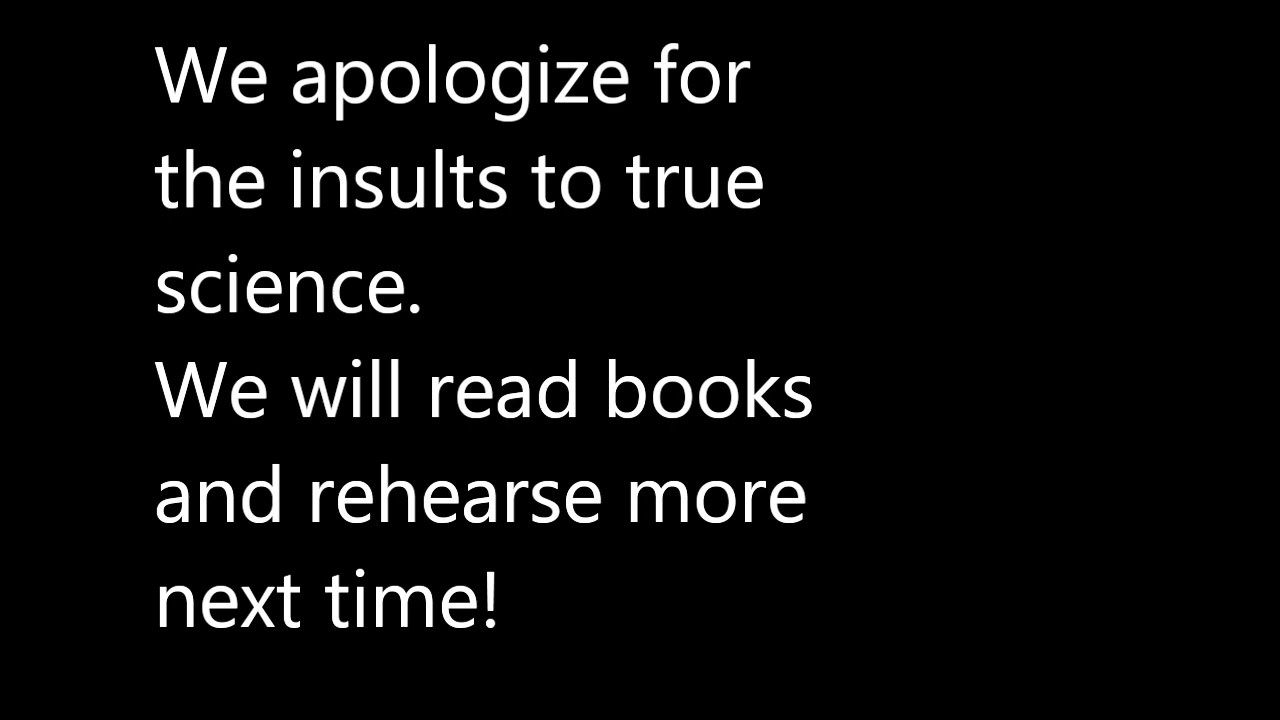 We apologize for
the insults to true
science.
We will read books
and rehearse more
next time!